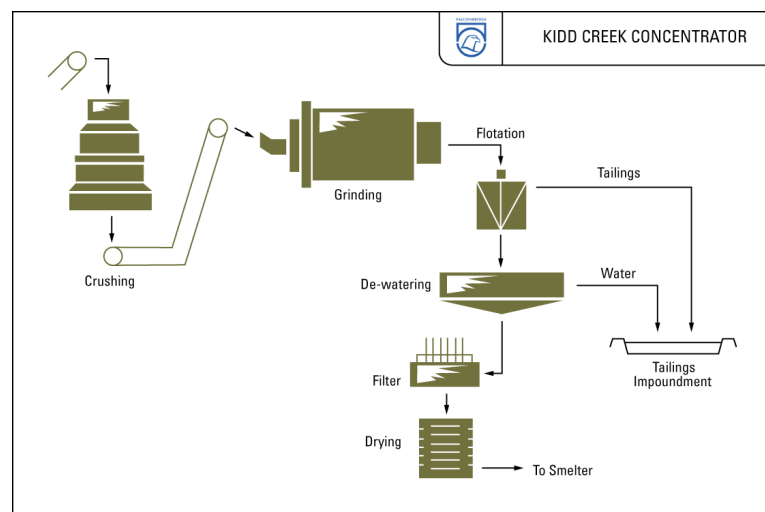 KIDD CREEK CONCENTRATOR
Flotation
Tailings
Grinding
Crushing
De-watering
Water
Tailings
Impoundment
Filter
Drying
To Smelter